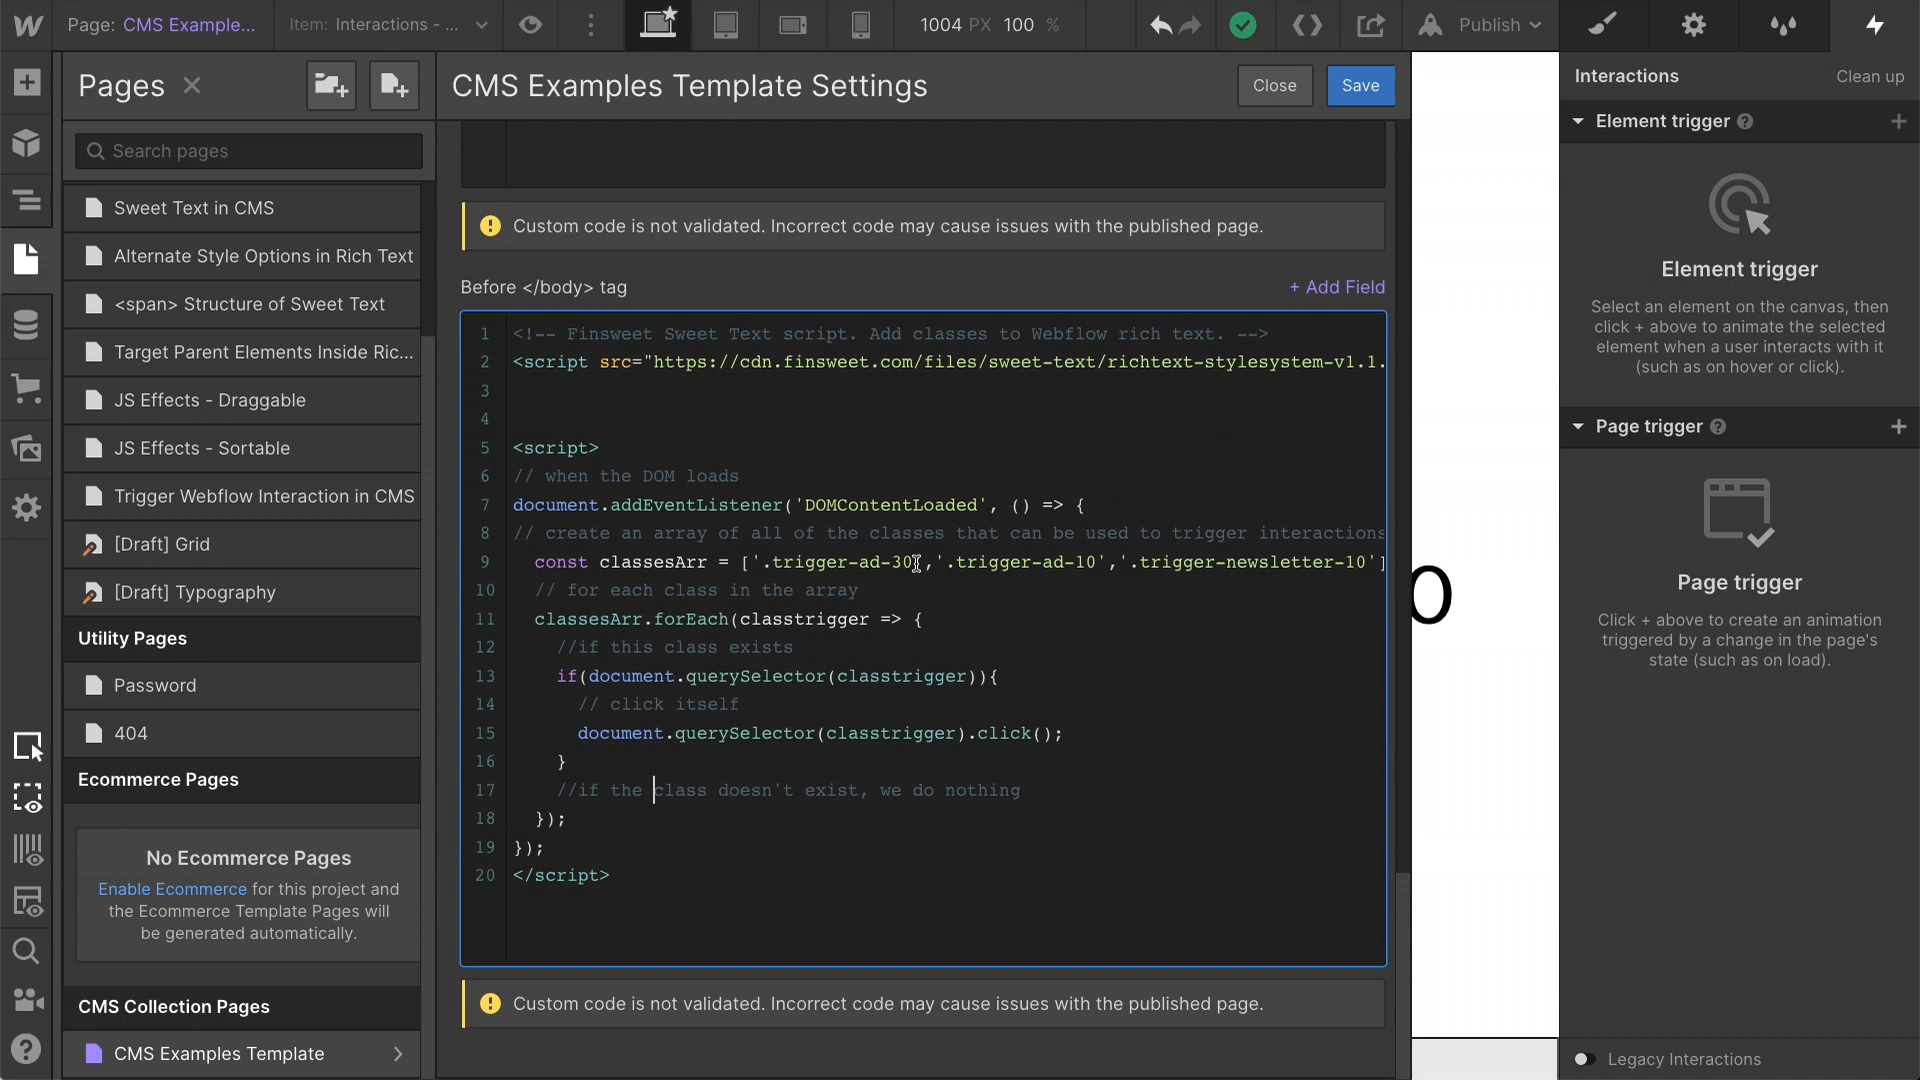 Page: CMS Example...
Item: Interactions - ...
1004 PX 100 %
Publish
Pages
Search pages
Sweet Text in CMS
Alternate Style Options in Rich Text
<span> Structure of Sweet Text
Target Parent Elements Inside Ric...
JS Effects - Draggable
JS Effects - Sortable
Trigger Webflow Interaction in CMS
[Draft] Grid
[Draft] Typography
Utility Pages
Password
404
Ecommerce Pages
No Ecommerce Pages
Enable Ecommerce for this project and
the Ecommerce Template Pages will
be generated automatically.
CMS Collection Pages
CMS Examples Template
CMS Examples Template Settings
Close
Save
Custom code is not validated. Incorrect code may cause issues with the published page.
Before </body> tag
+ Add Field
1 <!-- Finsweet Sweet Text script. Add classes to Webflow rich text. -->
2 <script src="https://cdn.finsweet.com/files/sweet-text/richtext-stylesystem-v1.1.
3
4
5 <script>
6 // when the DOM loads
7 document.addEventListener('DOMContentLoaded', () => {
8 // create an array of all of the classes that can be used to trigger interactions
9 const classesArr = ['.trigger-ad-30','.trigger-ad-10','.trigger-newsletter-10']
10 // for each class in the array
11 classesArr.forEach(classtrigger => {
12 //if this class exists
13 if(document.querySelector(classtrigger)){
14 // click itself
15 document.querySelector(classtrigger).click();
16 }
17 //if the class doesn't exist, we do nothing
18 });
19 });
20 </script>
Custom code is not validated. Incorrect code may cause issues with the published page.
Interactions
Clean up
Element trigger
Element trigger
Select an element on the canvas, then
click + above to animate the selected
element when a user interacts with it
(such as on hover or click).
Page trigger
Page trigger
Click + above to create an animation
triggered by a change in the page's
state (such as on load).
Legacy Interactions